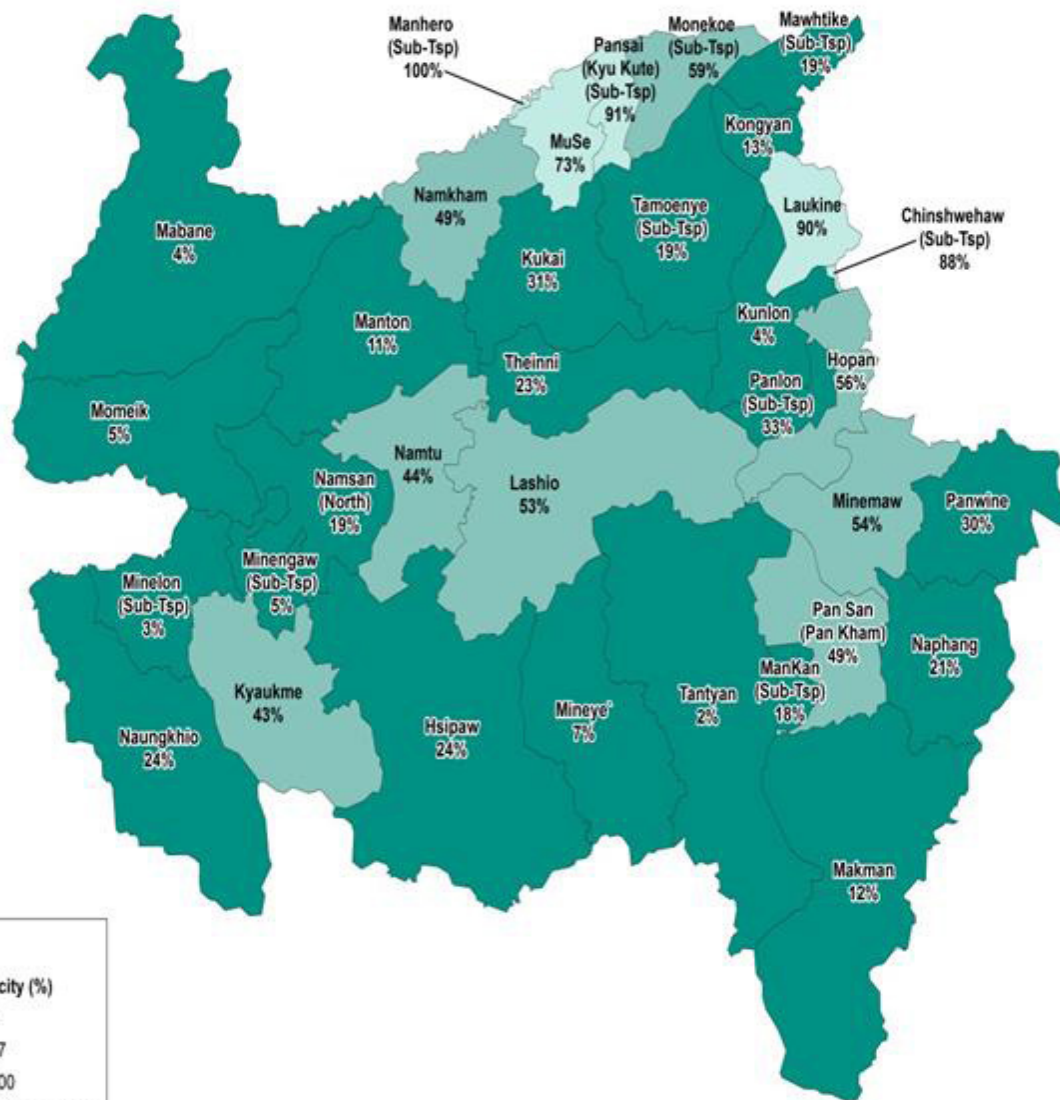 Manhero
(Sub-Tsp)
100%
Pansai
(Kyu Kute)
(Sub-Tsp)
91%
Monekoe
(Sub-Tsp)
59%
Mawhtike
(Sub-Tsp)
19%
Kongyan
13%
MuSe
73%
Namkham
49%
Laukine
90%
Chinshwehaw
(Sub-Tsp)
88%
Mabane
4%
Tamoenye
(Sub-Tsp)
19%
Kukai
31%
Manton
11%
Kunlon
4%
Hopan
56%
Theinni
23%
Panlon
(Sub-Tsp)
33%
Momeik
5%
Namtu
44%
Lashio
53%
Namsan
(North)
19%
Minemaw
54%
Panwine
30%
Minengaw
(Sub-Tsp)
5%
Minelon
(Sub-Tsp)
3%
Pan San
(Pan Kham)
49%
Naphang
21%
Kyaukme
43%
ManKan
(Sub-Tsp)
18%
Tantyan
2%
Mineye'
7%
Hsipaw
24%
Naungkhio
24%
Makman
12%
city (%)
7
00